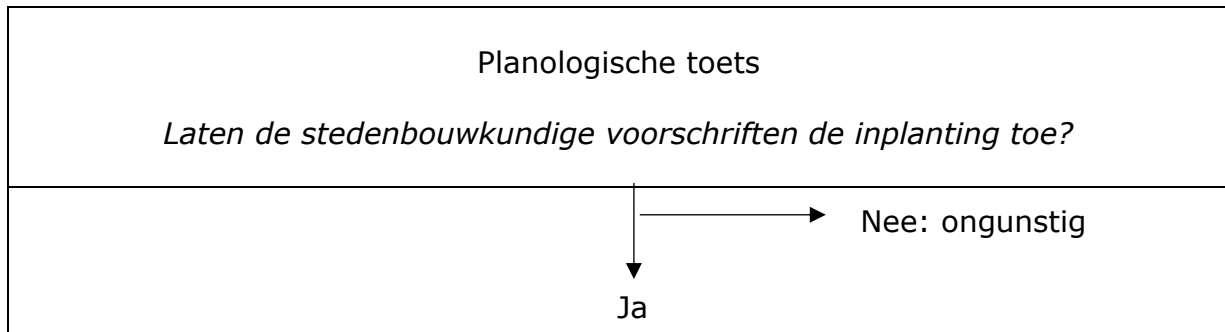 Planologische toets
Laten de stedenbouwkundige voorschriften de inplanting toe?
Nee: ongunstig
Ja